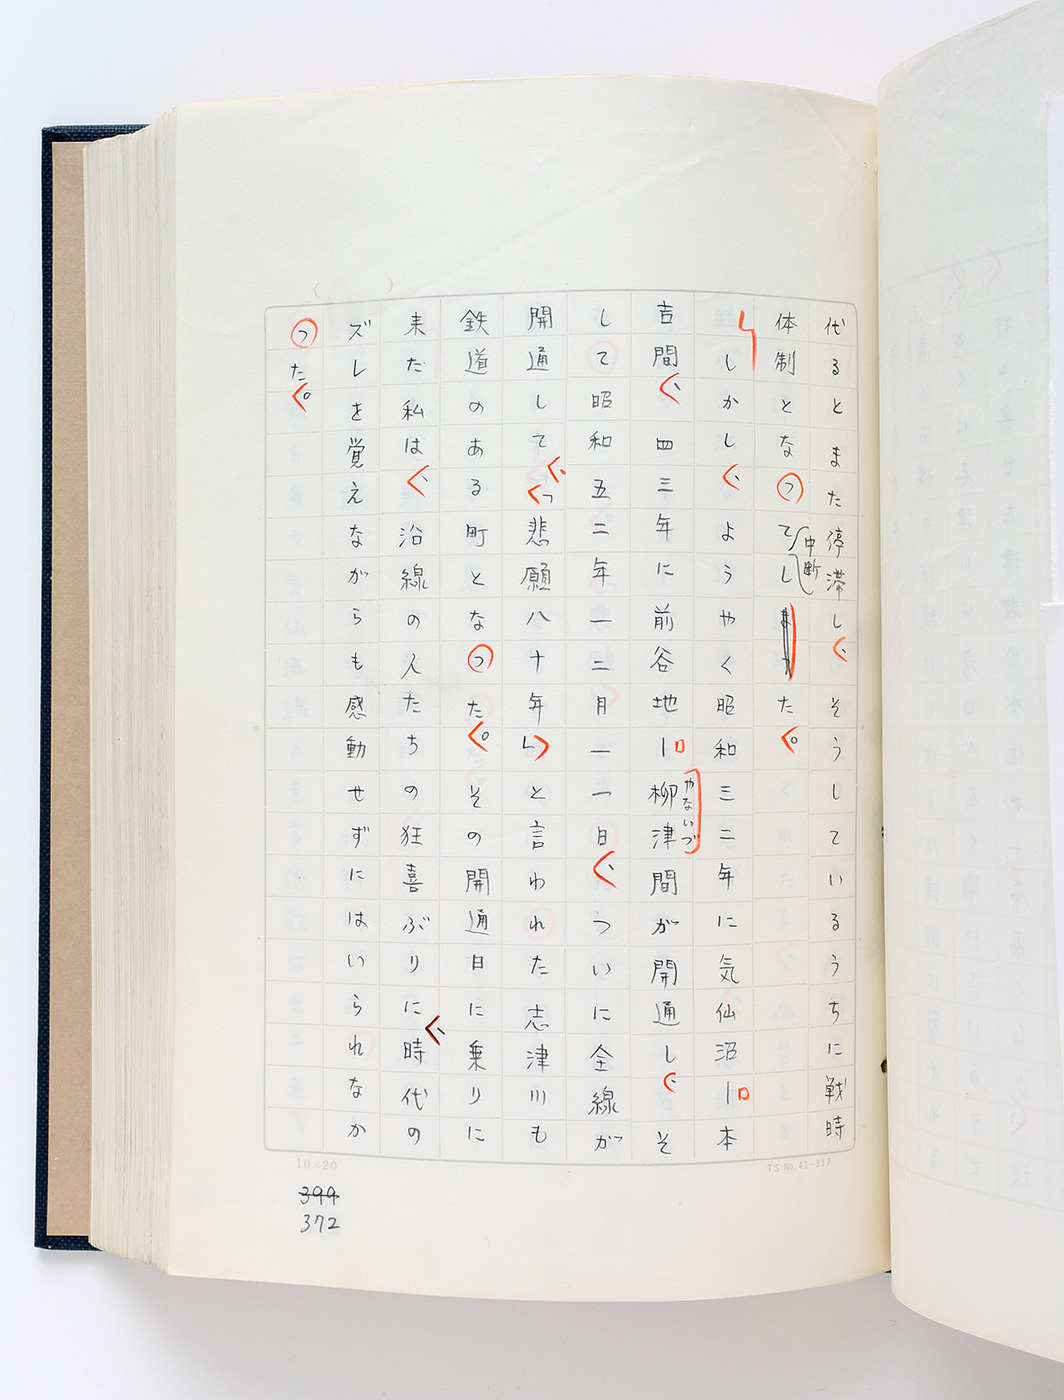 代るとまた停滞し、そうしているうちに戦時
体制となって中断した。
しかし、ようやく昭和三二年に気仙沼ー本
吉間、四三年に前谷地ー柳津間が開通し、そ
やないづ
して昭和五二年一二月一一日、ついに全線が
開通して、「悲願八十年」と言われた志津川も
鉄道のある町となった。その開通日に乗りに
来た私は、沿線の人たちの狂喜ぶりに、時代の
ズレを覚えながらも感動せずにはいられなか
った。
10×20
TS No. 41-317
399
372